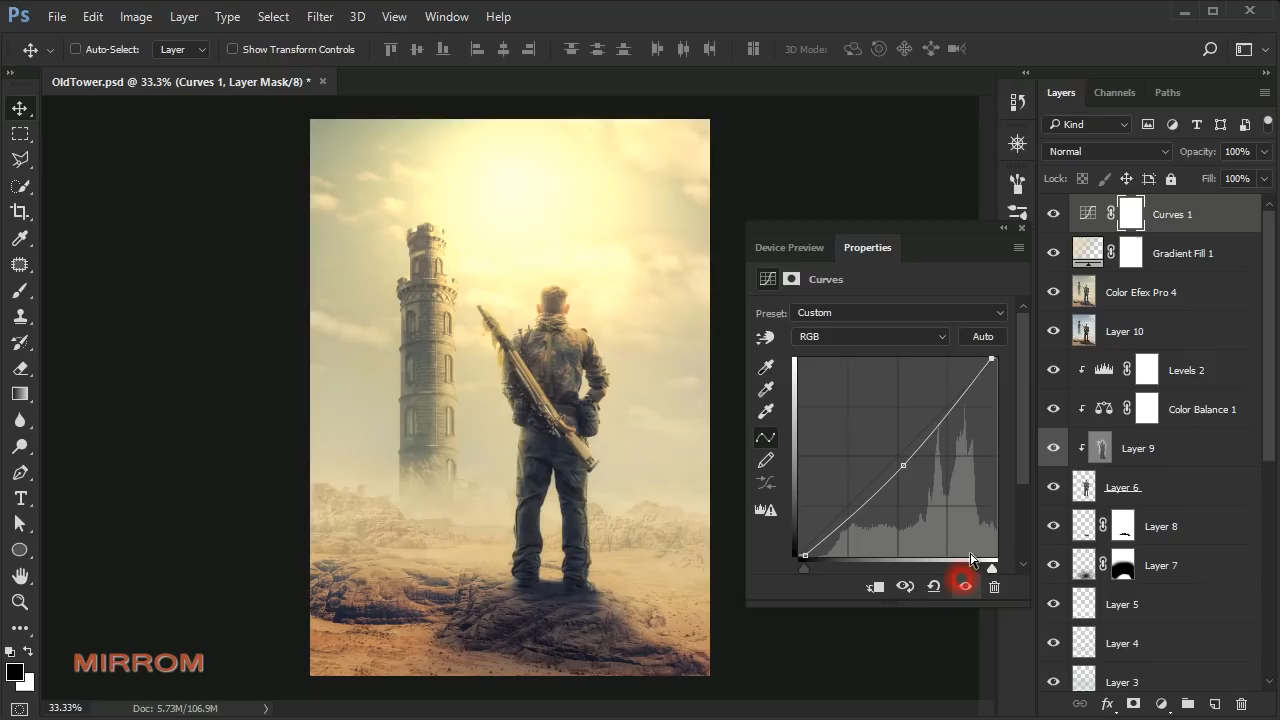 Ps File Edit Image Layer Type Select Filter 3D View Window Help
Auto-Select: Layer Show Transform Controls 3D Mode:
OldTower.psd @ 33.3% (Curves 1, Layer Mask/8) *
Layers Channels Paths
Kind
Normal Opacity: 100%
Lock: Fill: 100%
Curves 1
Gradient Fill 1
Color Efex Pro 4
Layer 10
Levels 2
Color Balance 1
Layer 9
Layer 6
Layer 8
Layer 7
Layer 5
Layer 4
Layer 3
Device Preview Properties
Curves
Preset: Custom
RGB Auto
MIRROM
33.33% Doc: 5.73M/106.9M